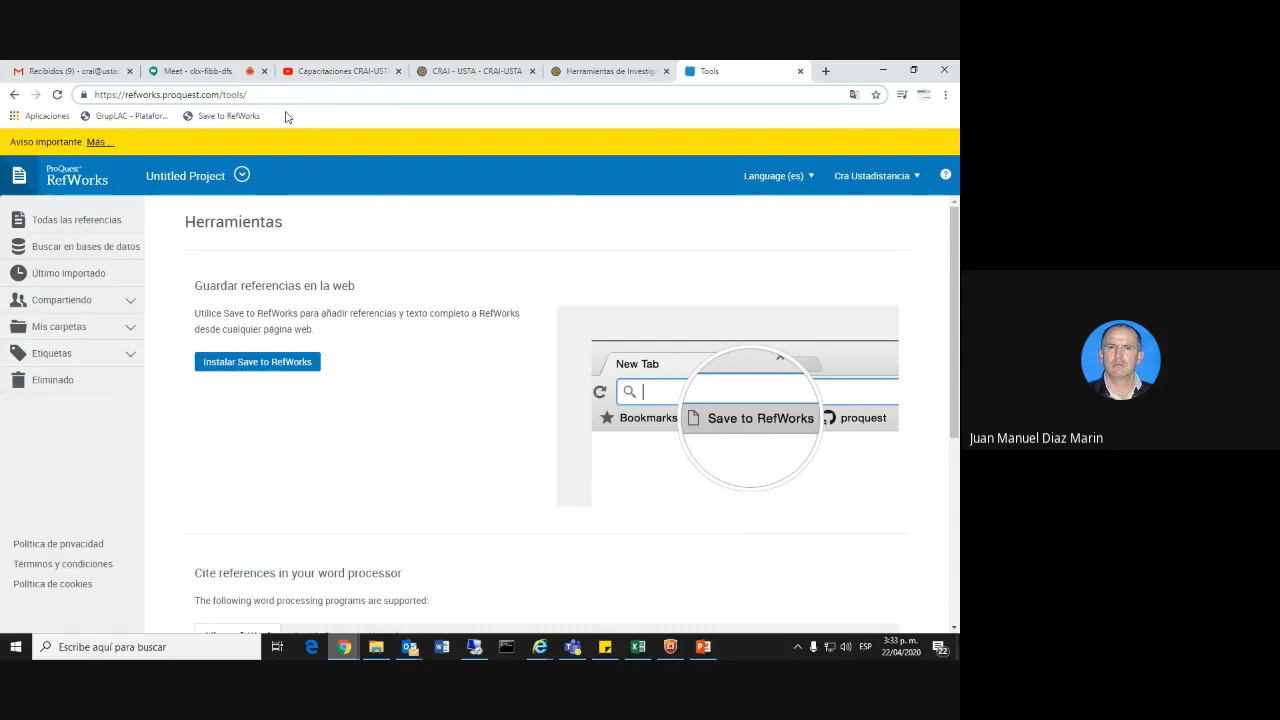 Recibidos (9) - crai@usta
Meet - ckx-fibb-dfs
Capacitaciones CRAI-UST
CRAI - USTA - CRAI-USTA
Herramientas de Investig
Tools
https://refworks.proquest.com/tools/
Aplicaciones
GrupLAC - Platafor...
Save to RefWorks
Aviso importante. Más ...
ProQuest
RefWorks
Untitled Project
Language (es)
Cra Ustadistancia
Todas las referencias
Buscar en bases de datos
Último importado
Compartiendo
Mis carpetas
Etiquetas
Eliminado
Política de privacidad
Términos y condiciones
Política de cookies
Herramientas
Guardar referencias en la web
Utilice Save to RefWorks para añadir referencias y texto completo a RefWorks
desde cualquier página web.
Instalar Save to RefWorks
New Tab
Bookmarks
Save to RefWorks
proquest
Cite references in your word processor
The following word processing programs are supported:
Juan Manuel Diaz Marin
Escribe aquí para buscar
ESP
3:33 p. m.
22/04/2020
22